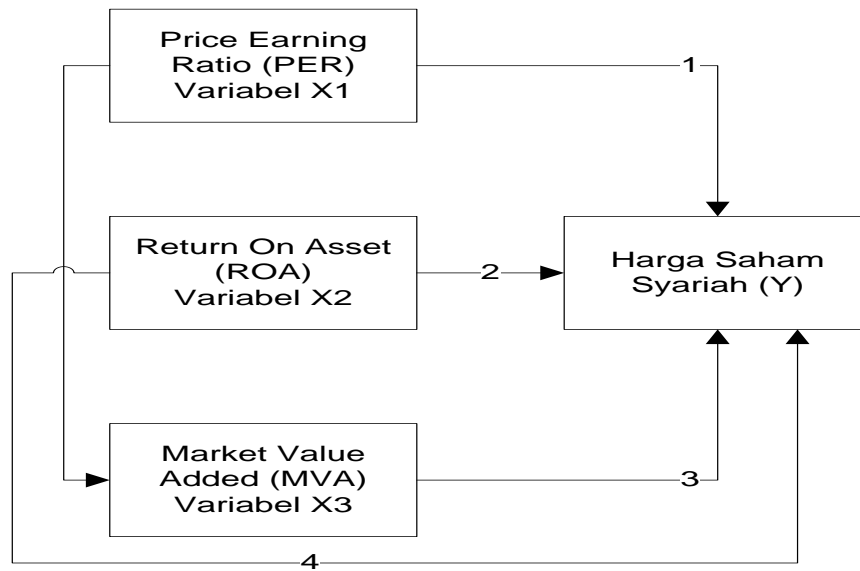 Price Earning
Ratio (PER)
Variabel X1
1
Return On Asset
(ROA)
Variabel X2
2
Harga Saham
Syariah (Y)
Market Value
Added (MVA)
Variabel X3
3
4